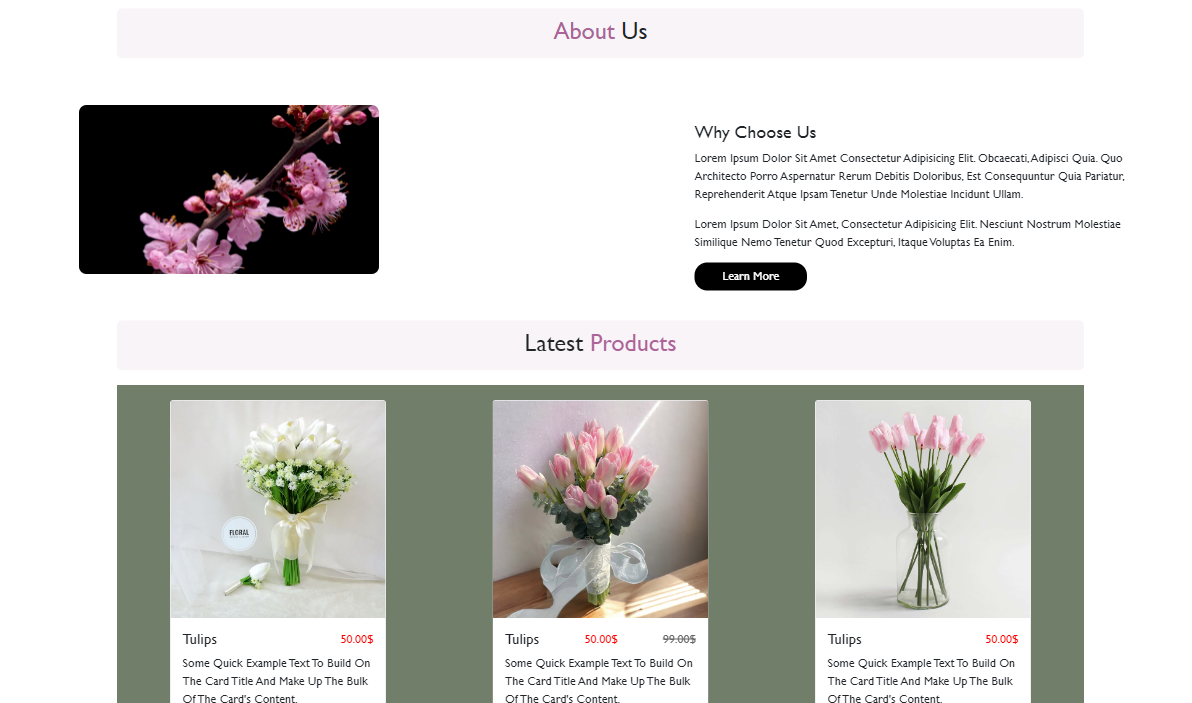 About Us
Why Choose Us
Lorem Ipsum Dolor Sit Amet Consectetur Adipisicing Elit. Obcaecati, Adipisci Quia. Quo
Architecto Porro Aspernatur Rerum Debitis Doloribus, Est Consequuntur Quia Pariatur,
Reprehenderit Atque Ipsam Tenetur Unde Molestiae Incidunt Ullam.
Lorem Ipsum Dolor Sit Amet, Consectetur Adipisicing Elit. Nesciunt Nostrum Molestiae
Similique Nemo Tenetur Quod Excepturi, Itaque Voluptas Ea Enim.
Learn More
Latest Products
FLORAL
Tulips 50.00$
Some Quick Example Text To Build On
The Card Title And Make Up The Bulk
Of The Card's Content.
Tulips 50.00$ 99.00$
Some Quick Example Text To Build On
The Card Title And Make Up The Bulk
Of The Card's Content.
Tulips 50.00$
Some Quick Example Text To Build On
The Card Title And Make Up The Bulk
Of The Card's Content.